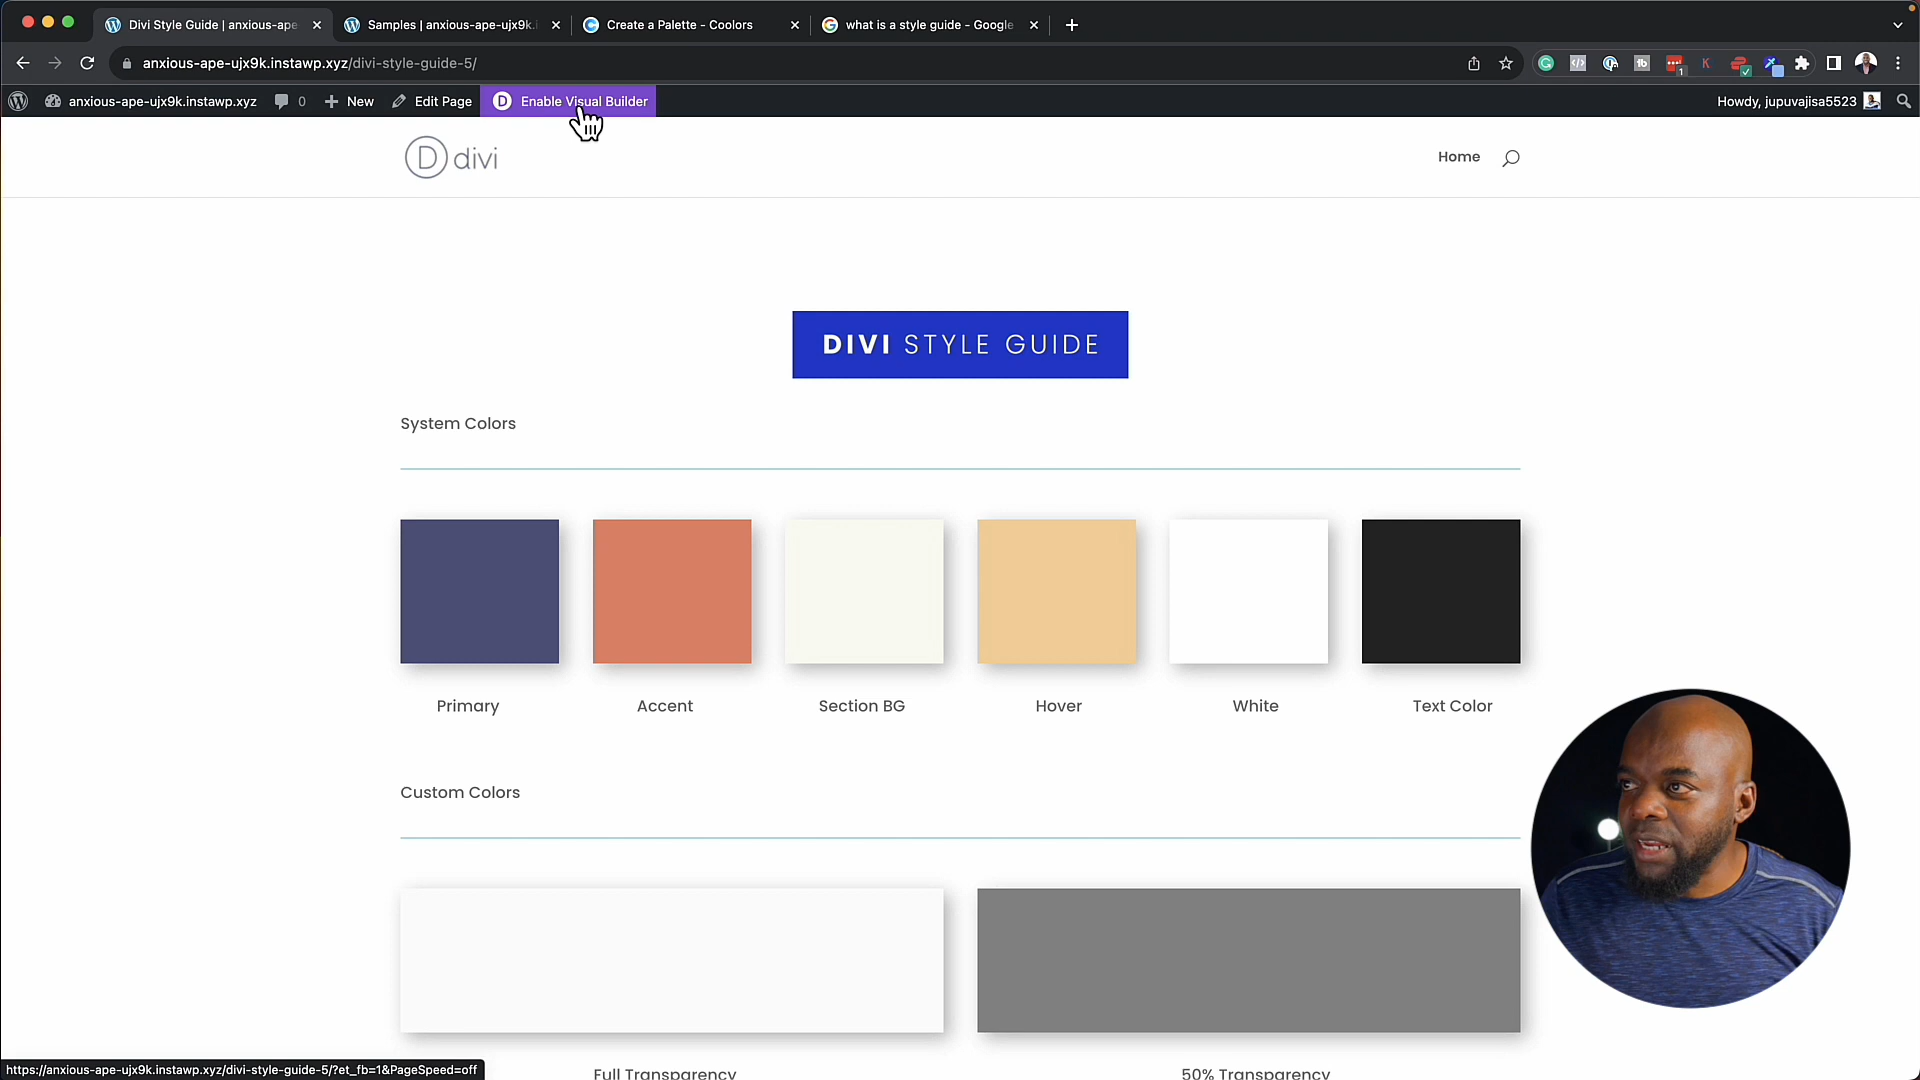 Divi Style Guide | anxious-ape
Samples | anxious-ape-ujx9k.i
Create a Palette - Coolors
what is a style guide - Google
anxious-ape-ujx9k.instawp.xyz/divi-style-guide-5/
anxious-ape-ujx9k.instawp.xyz
0
New
Edit Page
D
Enable Visual Builder
Howdy, jupuvajisa5523
D divi
Home
DIVI STYLE GUIDE
System Colors
Primary
Accent
Section BG
Hover
White
Text Color
Custom Colors
Full Transparency
50% Transparency
https://anxious-ape-ujx9k.instawp.xyz/divi-style-guide-5/?et_fb=1&PageSpeed=off